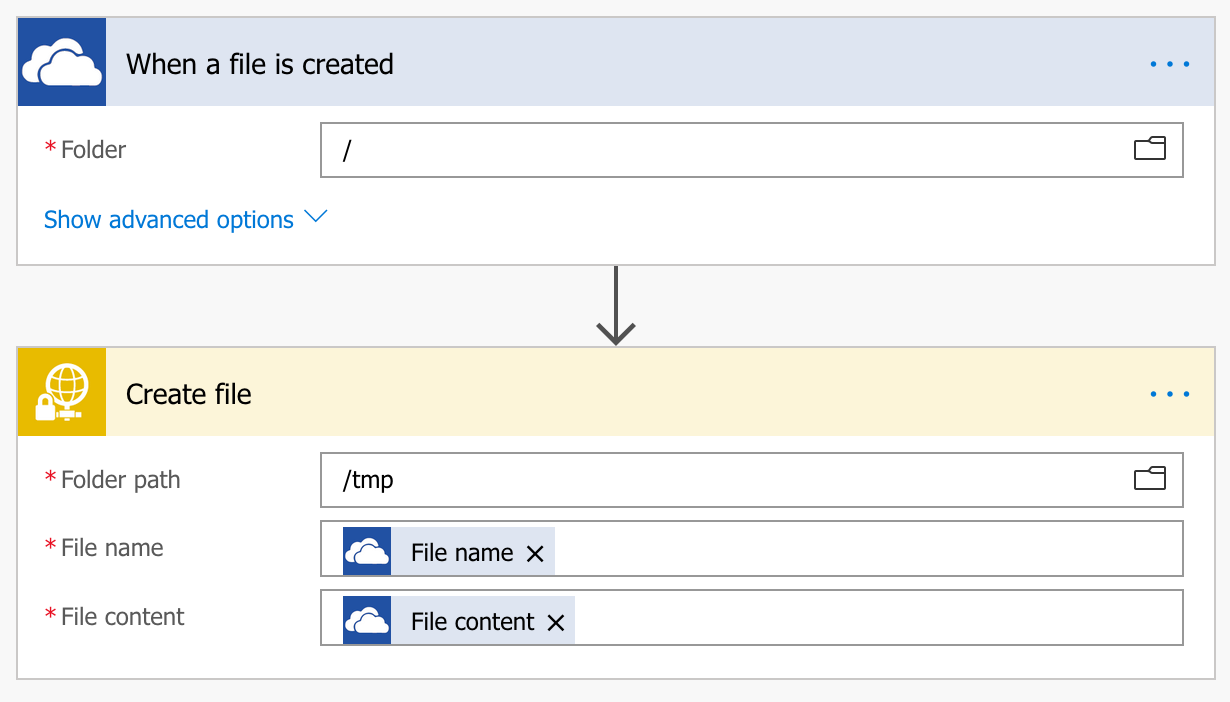 When a file is created
* Folder
/
Show advanced options
Create file
* Folder path
/tmp
* File name
File name
* File content
File content